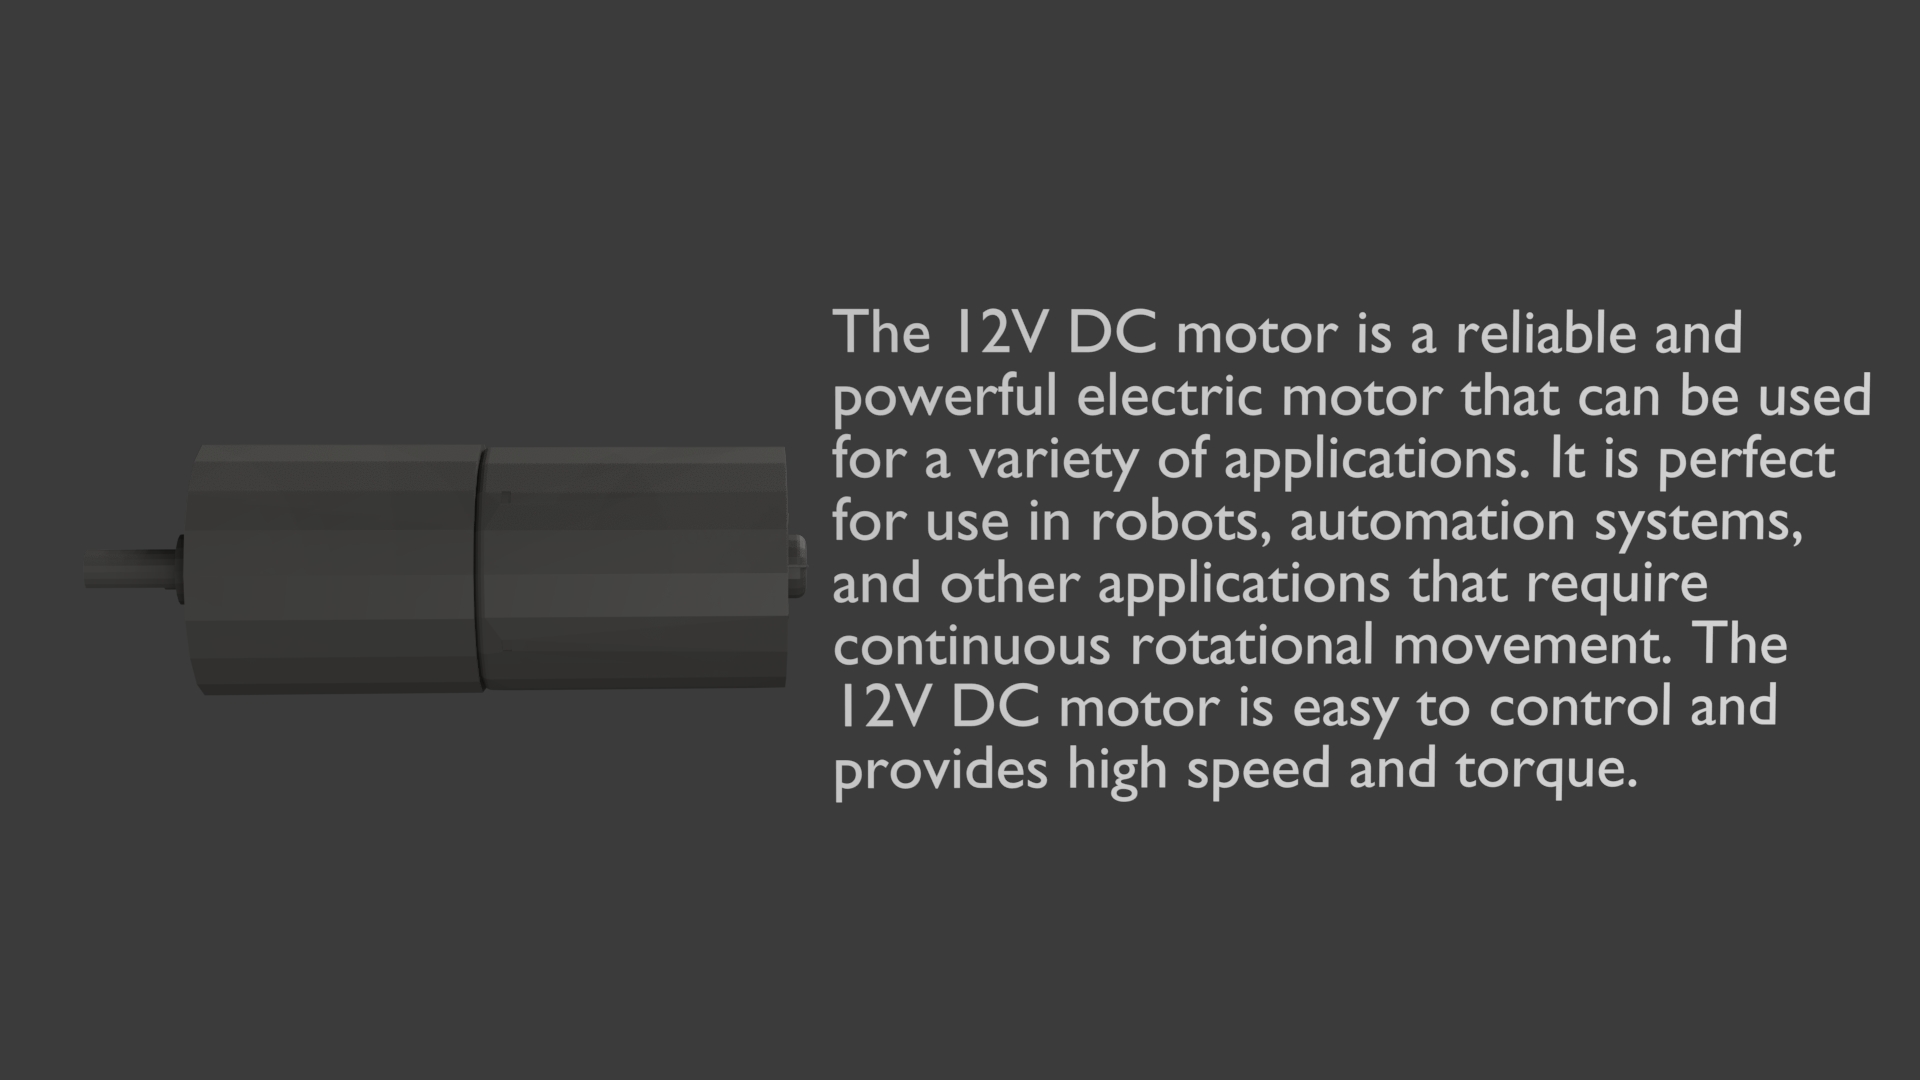 The 12V DC motor is a reliable and
powerful electric motor that can be used
for a variety of applications. It is perfect
for use in robots, automation systems,
and other applications that require
continuous rotational movement. The
12V DC motor is easy to control and
provides high speed and torque.